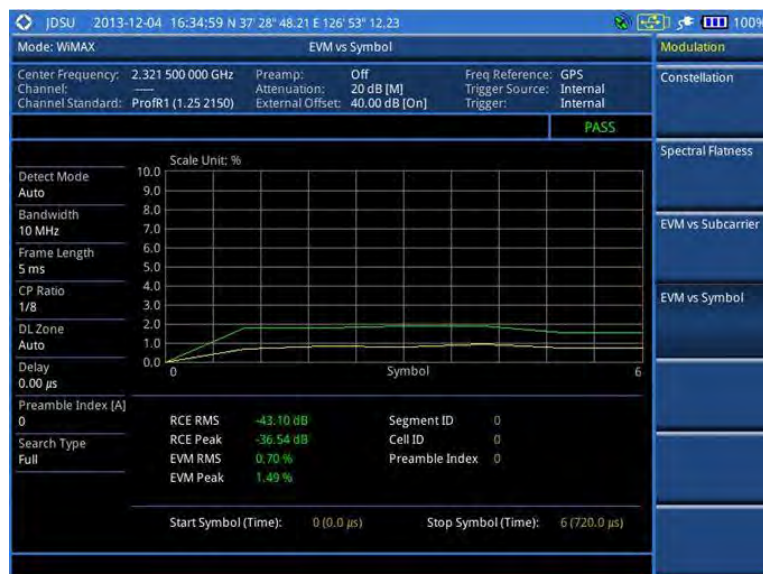 JDSU 2013-12-04 16:34:59 N 37' 28" 48.21 E 126' 53" 12.23 100%
Mode: WiMAX EVM vs Symbol Modulation
Center Frequency: 2.321 500 000 GHz Preamp: Off Freq Reference: GPS
Channel: ---- Attenuation: 20 dB [M] Trigger Source: Internal
Channel Standard: ProfR1 (1.25 2150) External Offset: 40.00 dB [On] Trigger: Internal
Constellation
PASS
Spectral Flatness
Scale Unit: %
Detect Mode
Auto
Bandwidth
10 MHz
Frame Length
5 ms
CP Ratio
1/8
DL Zone
Auto
Delay
0.00 µs
Preamble Index [A]
0
Search Type
Full
10.0
9.0
8.0
7.0
6.0
5.0
4.0
3.0
2.0
1.0
0.0
0 Symbol 6
EVM vs Subcarrier
EVM vs Symbol
RCE RMS -43.10 dB Segment ID 0
RCE Peak -36.54 dB Cell ID 0
EVM RMS 0.70 % Preamble Index 0
EVM Peak 1.49 %
Start Symbol (Time): 0 (0.0 µs) Stop Symbol (Time): 6 (720.0 µs)